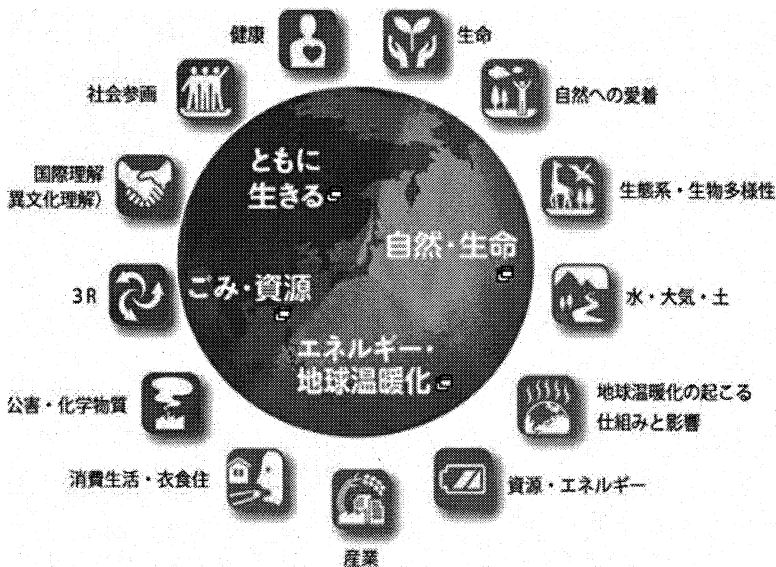 健康
生命
社会参画
自然への愛着
国際理解
異文化理解)
生態系・生物多様性
3R
水・大気・土
公害・化学物質
地球温暖化の起こる
仕組みと影響
消費生活・衣食住
資源・エネルギー
産業
ともに
生きる
自然・生命
ごみ・資源
エネルギー・
地球温暖化